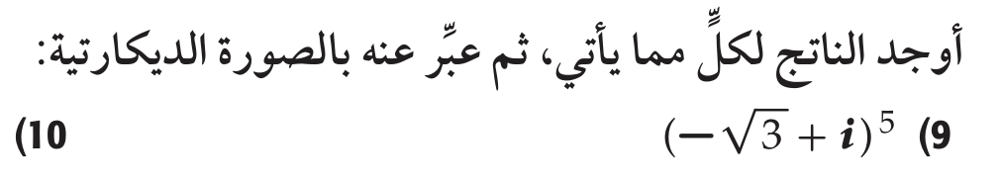 أوجد الناتج لكلٍّ مما يأتي، ثم عبِّر عنه بالصورة الديكارتية:
9) (−√3 + i)^5 10)